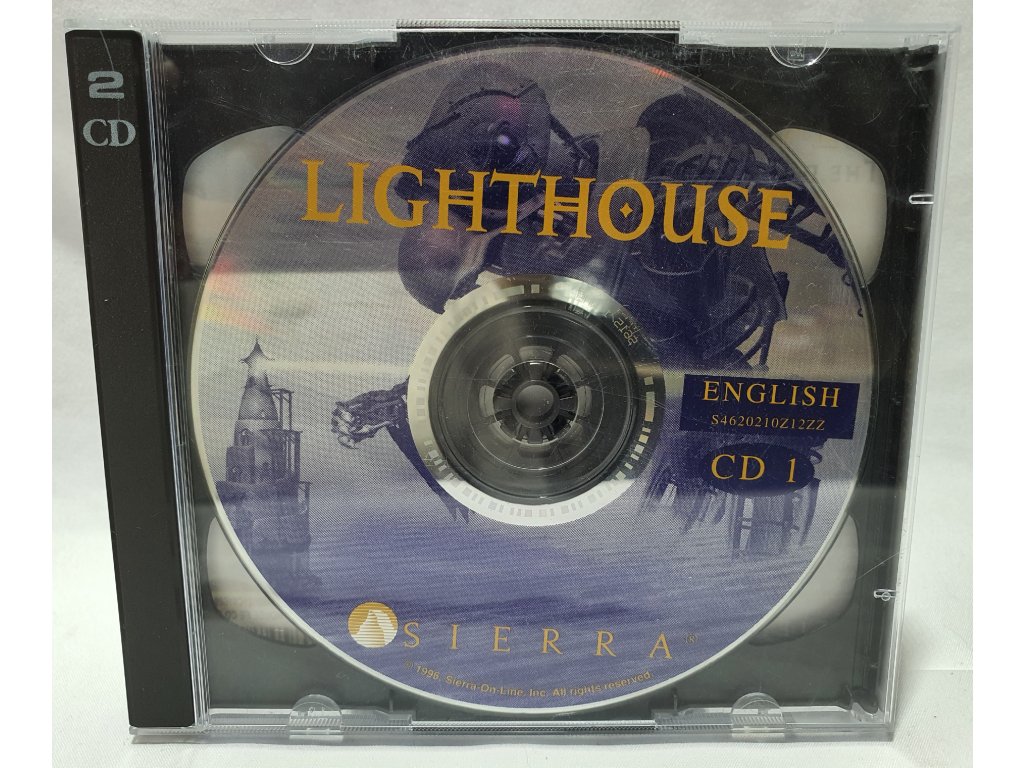 2
CD
LIGHTHOUSE
ENGLISH
S4620210Z12ZZ
CD 1
SIERRA®
© 1996. Sierra-On-Line, Inc. All rights reserved.